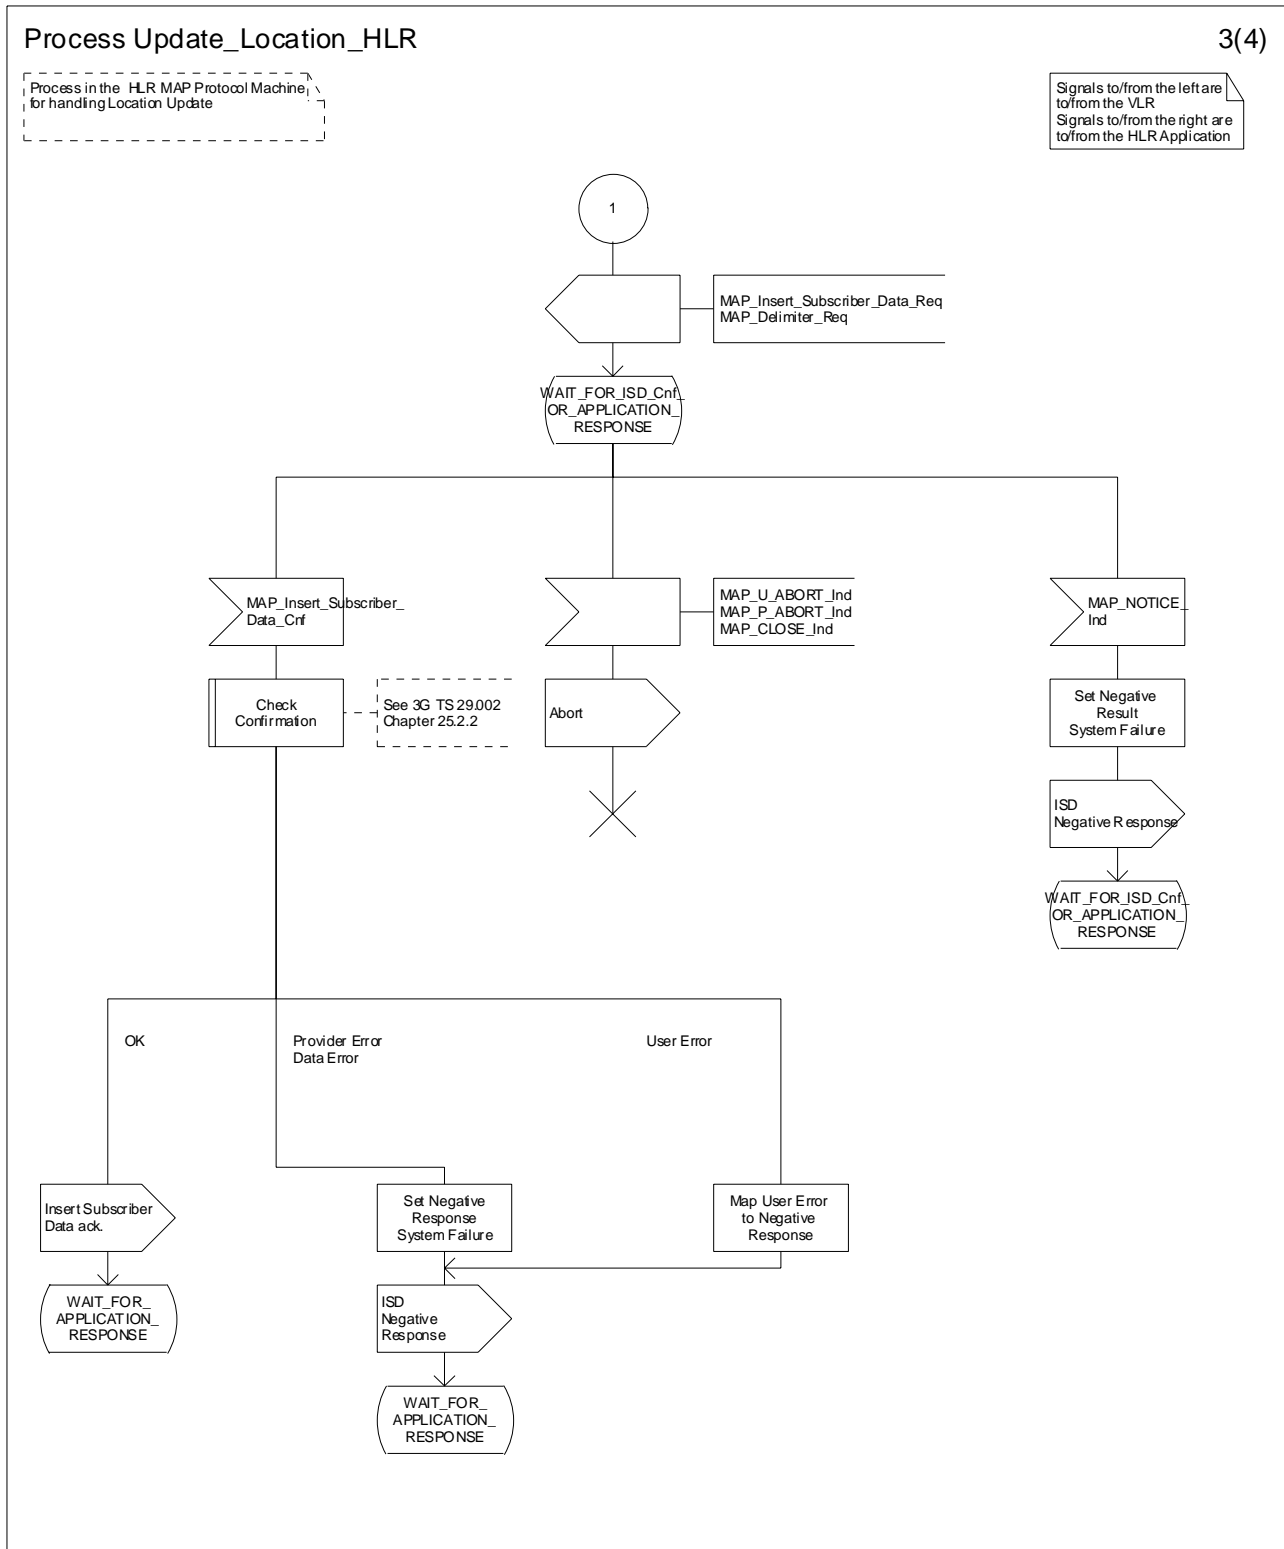 Process Update_Location_HLR
3(4)
Process in the HLR MAP Protocol Machine
for handling Location Update
Signals to/from the left are
to/from the VLR
Signals to/from the right are
to/from the HLR Application
1
MAP_Insert_Subscriber_Data_Req
MAP_Delimiter_Req
WAIT_FOR_ISD_Cnf_
OR_APPLICATION_
RESPONSE
MAP_Insert_Subscriber_
Data_Cnf
MAP_U_ABORT_Ind
MAP_P_ABORT_Ind
MAP_CLOSE_Ind
MAP_NOTICE_
Ind
Check
Confirmation
See 3G TS 29.002
Chapter 25.2.2
Abort
Set Negative
Result
System Failure
ISD
Negative Response
WAIT_FOR_ISD_Cnf_
OR_APPLICATION_
RESPONSE
OK
Provider Error
Data Error
User Error
Insert Subscriber
Data ack.
Set Negative
Response
System Failure
Map User Error
to Negative
Response
WAIT_FOR_
APPLICATION_
RESPONSE
ISD
Negative
Response
WAIT_FOR_
APPLICATION_
RESPONSE